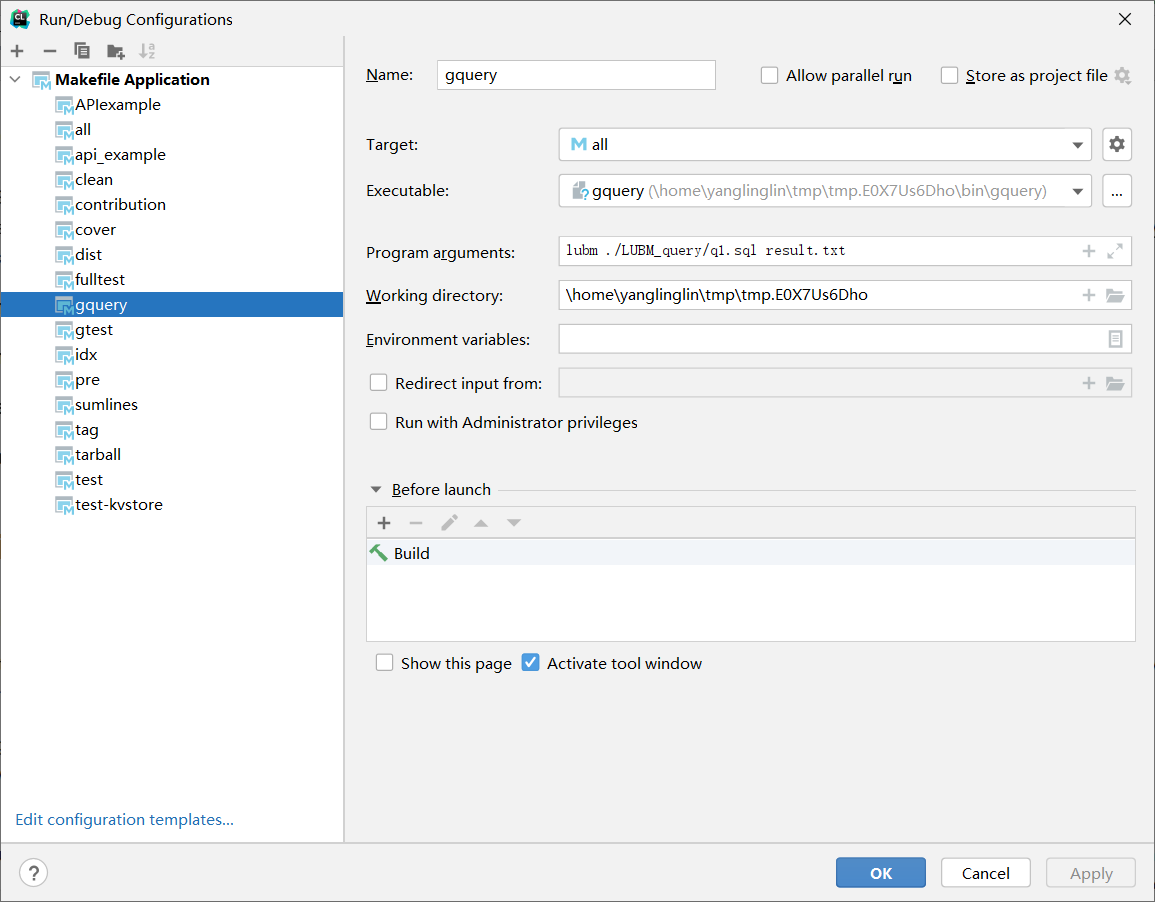 CL
Run/Debug Configurations
Makefile Application
APIexample
all
api_example
clean
contribution
cover
dist
fulltest
gquery
gtest
idx
pre
sumlines
tag
tarball
test
test-kvstore
Edit configuration templates...
Name: gquery Allow parallel run Store as project file
Target: M all
Executable: gquery (\home\yanglinglin\tmp\tmp.E0X7Us6Dho\bin\gquery) ...
Program arguments: lubm ./LUBM_query/q1.sql result.txt
Working directory: \home\yanglinglin\tmp\tmp.E0X7Us6Dho
Environment variables:
Redirect input from:
Run with Administrator privileges
Before launch
Build
Show this page Activate tool window
? OK Cancel Apply